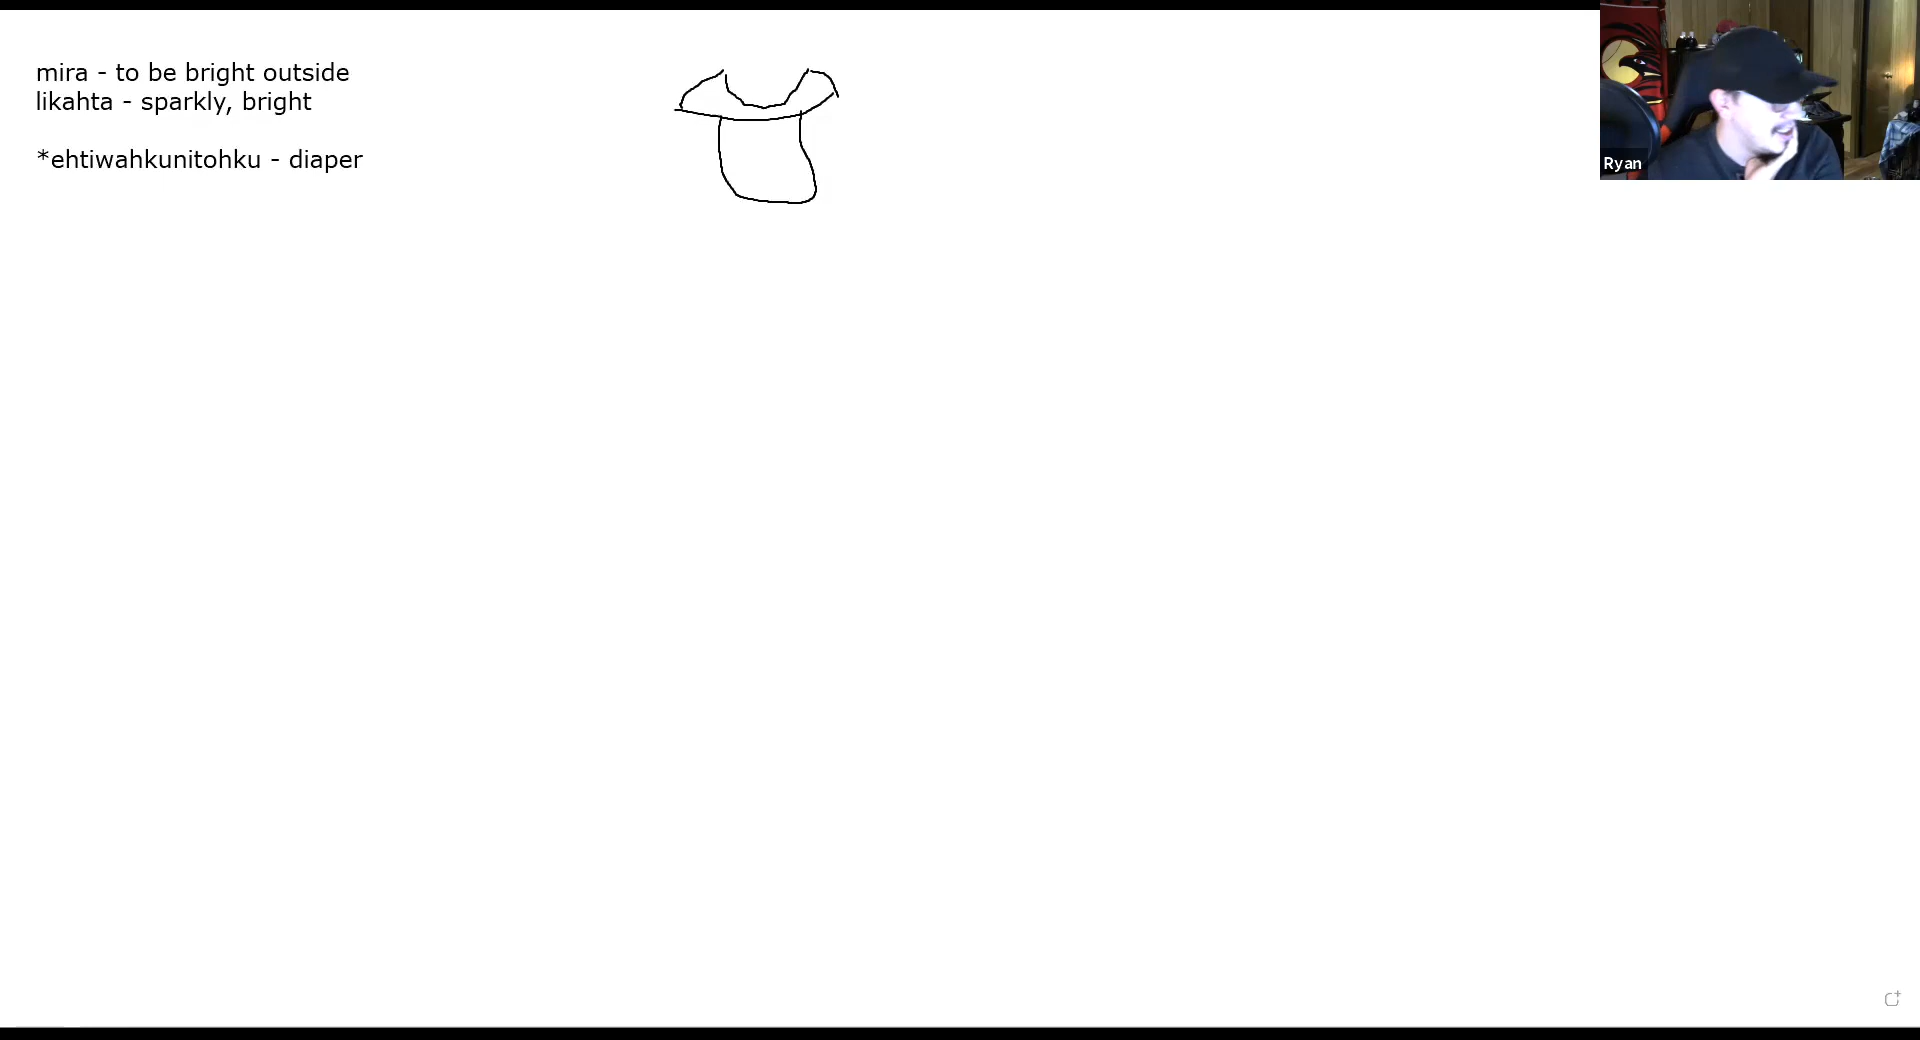 mira - to be bright outside
likahta - sparkly, bright
*ehtiwahkunitohku - diaper
Ryan